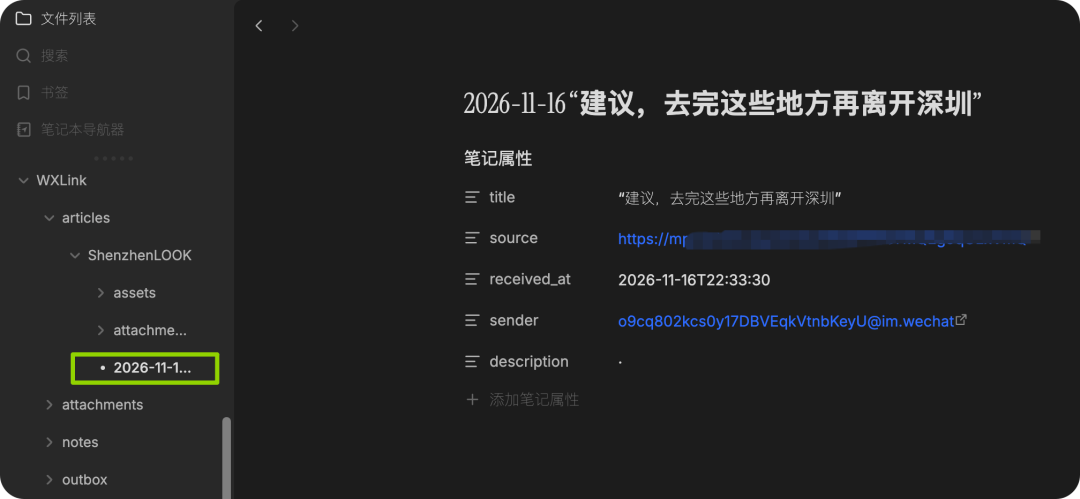 文件列表
搜索
书签
笔记本导航器
WXLink
articles
ShenzhenLOOK
assets
attachme...
2026-11-1...
attachments
notes
outbox
2026-11-16“建议，去完这些地方再离开深圳”
笔记属性
title “建议，去完这些地方再离开深圳”
source https://mp
received_at 2026-11-16T22:33:30
sender o9cq802kcs0y17DBVEqkVtnbKeyU@im.wechat
description .
添加笔记属性